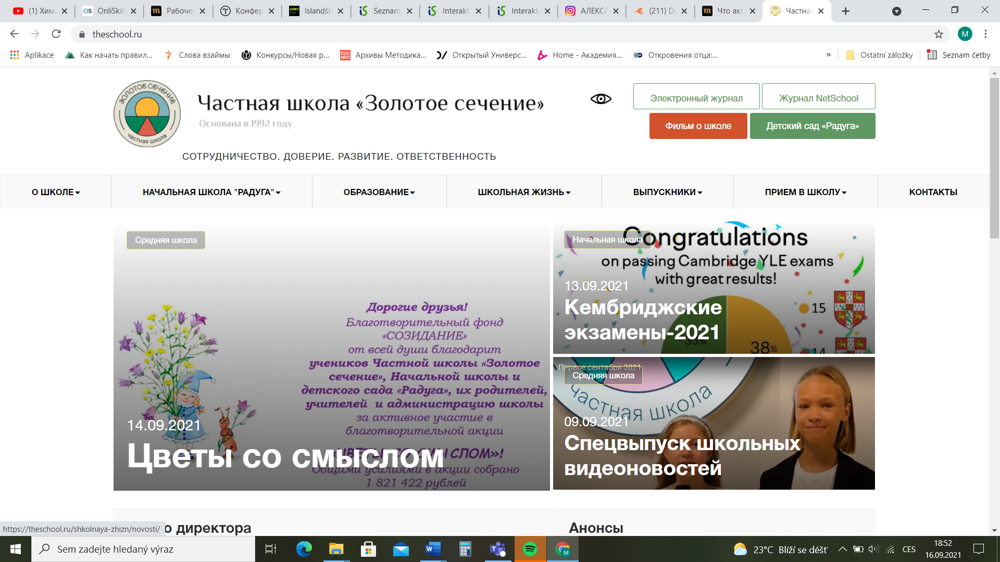 (1) Хими
OnliSkill
Рабочее
Конфер
Islandšt
Seznam
Interakt
Interakt
АЛЕКСА
(211) Do
Что акт
Частна
theschool.ru
M
Aplikace
Как начать правил...
Слова взаймы
Конкурсы/Новая р...
Архивы Методика...
Открытый Универс...
Home - Академия...
Откровения отца:...
»
Ostatní záložky
Seznam četby
ЗОЛОТОЕ СЕЧЕНИЕ
частная школа
Частная школа «Золотое сечение»
Основана в 1992 году
Электронный журнал
Журнал NetSchool
Фильм о школе
Детский сад «Радуга»
СОТРУДНИЧЕСТВО. ДОВЕРИЕ. РАЗВИТИЕ. ОТВЕТСТВЕННОСТЬ
О ШКОЛЕ
НАЧАЛЬНАЯ ШКОЛА "РАДУГА"
ОБРАЗОВАНИЕ
ШКОЛЬНАЯ ЖИЗНЬ
ВЫПУСКНИКИ
ПРИЕМ В ШКОЛУ
КОНТАКТЫ
Средняя школа
Дорогие друзья!
Благотворительный фонд
«СОЗИДАНИЕ»
от всей души благодарит
учеников Частной школы «Золотое
сечение», Начальной школы и
детского сада «Радуга», их родителей,
учителей и администрацию школы
за активное участие в
благотворительной акции
«ЦВЕТЫ СО СМЫСЛОМ»!
Общими усилиями в акции собрано
1 821 422 рублей
14.09.2021
Цветы со смыслом
Начальная школа
Congratulations
on passing Cambridge YLE exams
with great results!
13.09.2021
Кембриджские
экзамены-2021
33%
38%
15
14
Первое сентября 2021
Средняя школа
частная школа
09.09.2021
Спецвыпуск школьных
видеоновостей
о директора
Анонсы
https://theschool.ru/shkolnaya-zhizn/novosti/
Sem zadejte hledaný výraz
23°C Blíží se déšť
CES
18:52
16.09.2021